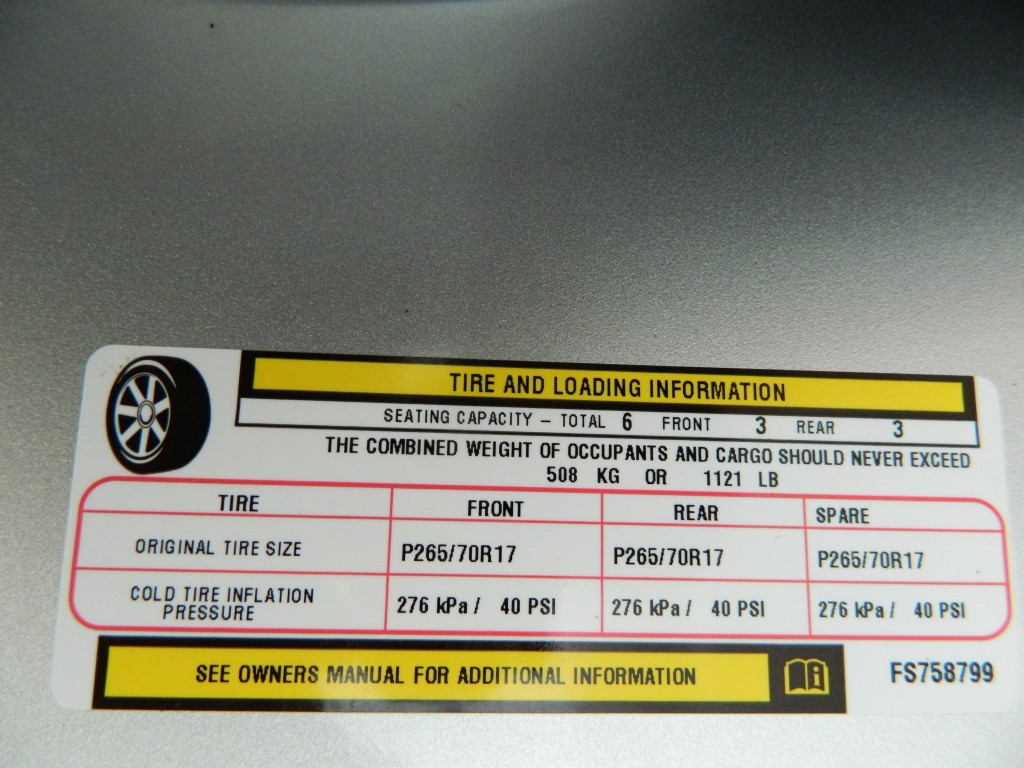 TIRE AND LOADING INFORMATION
SEATING CAPACITY – TOTAL 6 FRONT 3 REAR 3
THE COMBINED WEIGHT OF OCCUPANTS AND CARGO SHOULD NEVER EXCEED
508 KG OR 1121 LB
TIRE FRONT REAR SPARE
ORIGINAL TIRE SIZE P265/70R17 P265/70R17 P265/70R17
COLD TIRE INFLATION
PRESSURE 276 kPa / 40 PSI 276 kPa / 40 PSI 276 kPa / 40 PSI
SEE OWNERS MANUAL FOR ADDITIONAL INFORMATION FS758799